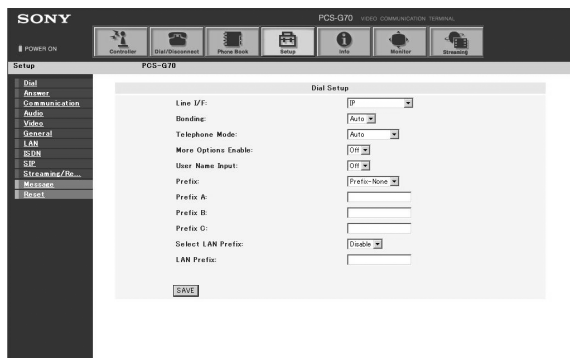 SONY
PCS-G70 VIDEO COMMUNICATION TERMINAL
POWER ON
Controller
Dial/Disconnect
Phone Book
Setup
Info
Monitor
Streaming
Setup PCS-G70
Dial
Answer
Communication
Audio
Video
General
LAN
ISDN
SIP
Streaming/Re...
Message
Reset
Dial Setup
Line I/F: IP
Bonding: Auto
Telephone Mode: Auto
More Options Enable: Off
User Name Input: Off
Prefix: Prefix-None
Prefix A:
Prefix B:
Prefix C:
Select LAN Prefix: Disable
LAN Prefix:
SAVE